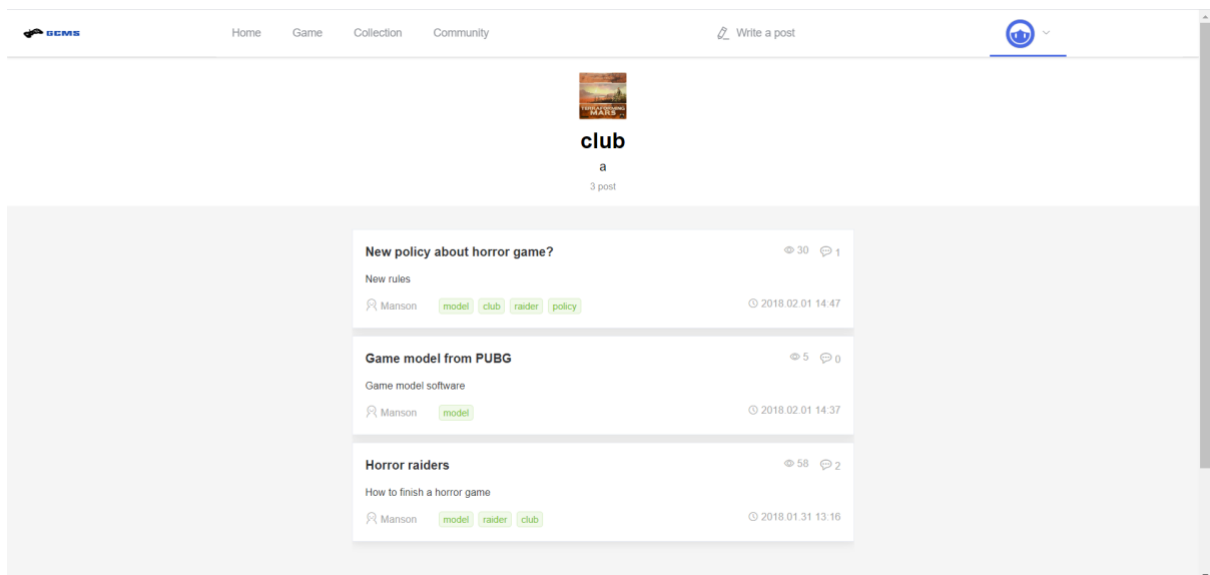 GCMS
Home Game Collection Community Write a post
TERRAFORMING
MARS
club
a
3 post
New policy about horror game? 30 1
New rules
Manson model club raider policy 2018.02.01 14:47
Game model from PUBG 5 0
Game model software
Manson model 2018.02.01 14:37
Horror raiders 58 2
How to finish a horror game
Manson model raider club 2018.01.31 13:16